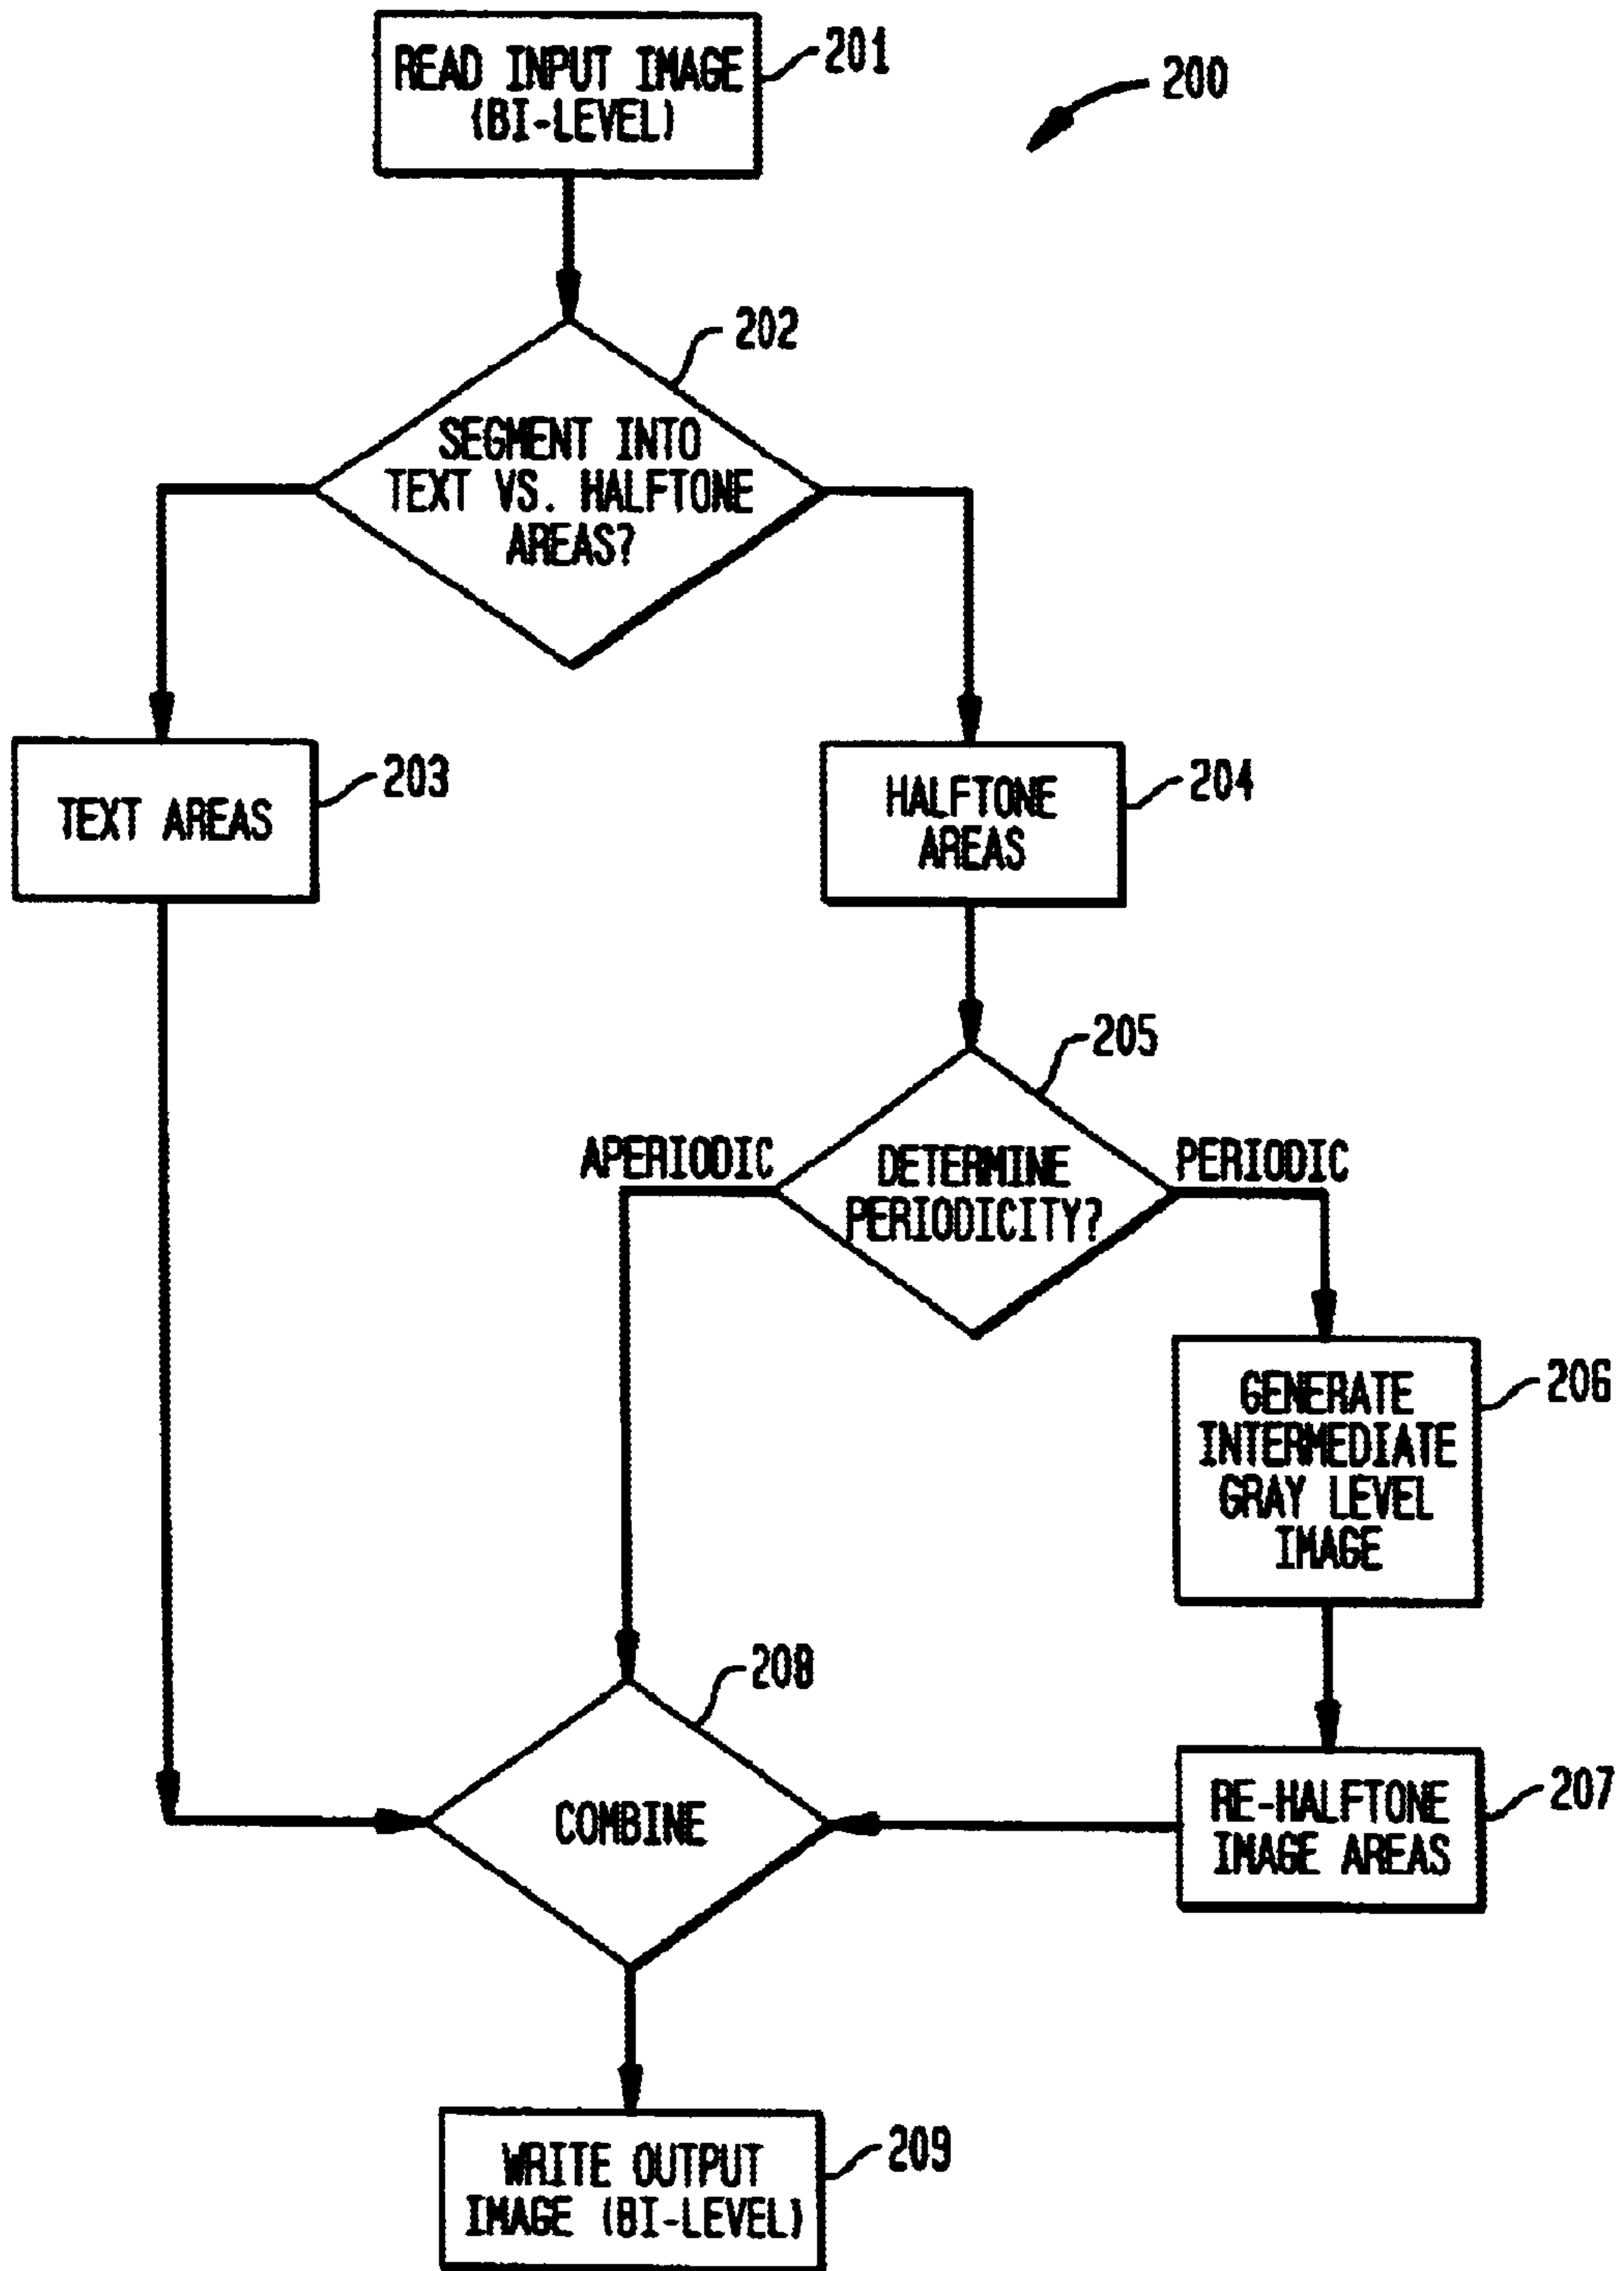 READ INPUT IMAGE
(BI-LEVEL)
201
200
202
SEGMENT INTO
TEXT VS. HALFTONE
AREAS?
TEXT AREAS
203
HALFTONE
AREAS
204
205
APERIODIC
DETERMINE
PERIODICITY?
PERIODIC
GENERATE
INTERMEDIATE
GRAY LEVEL
IMAGE
206
208
COMBINE
RE-HALFTONE
IMAGE AREAS
207
WRITE OUTPUT
IMAGE (BI-LEVEL)
209